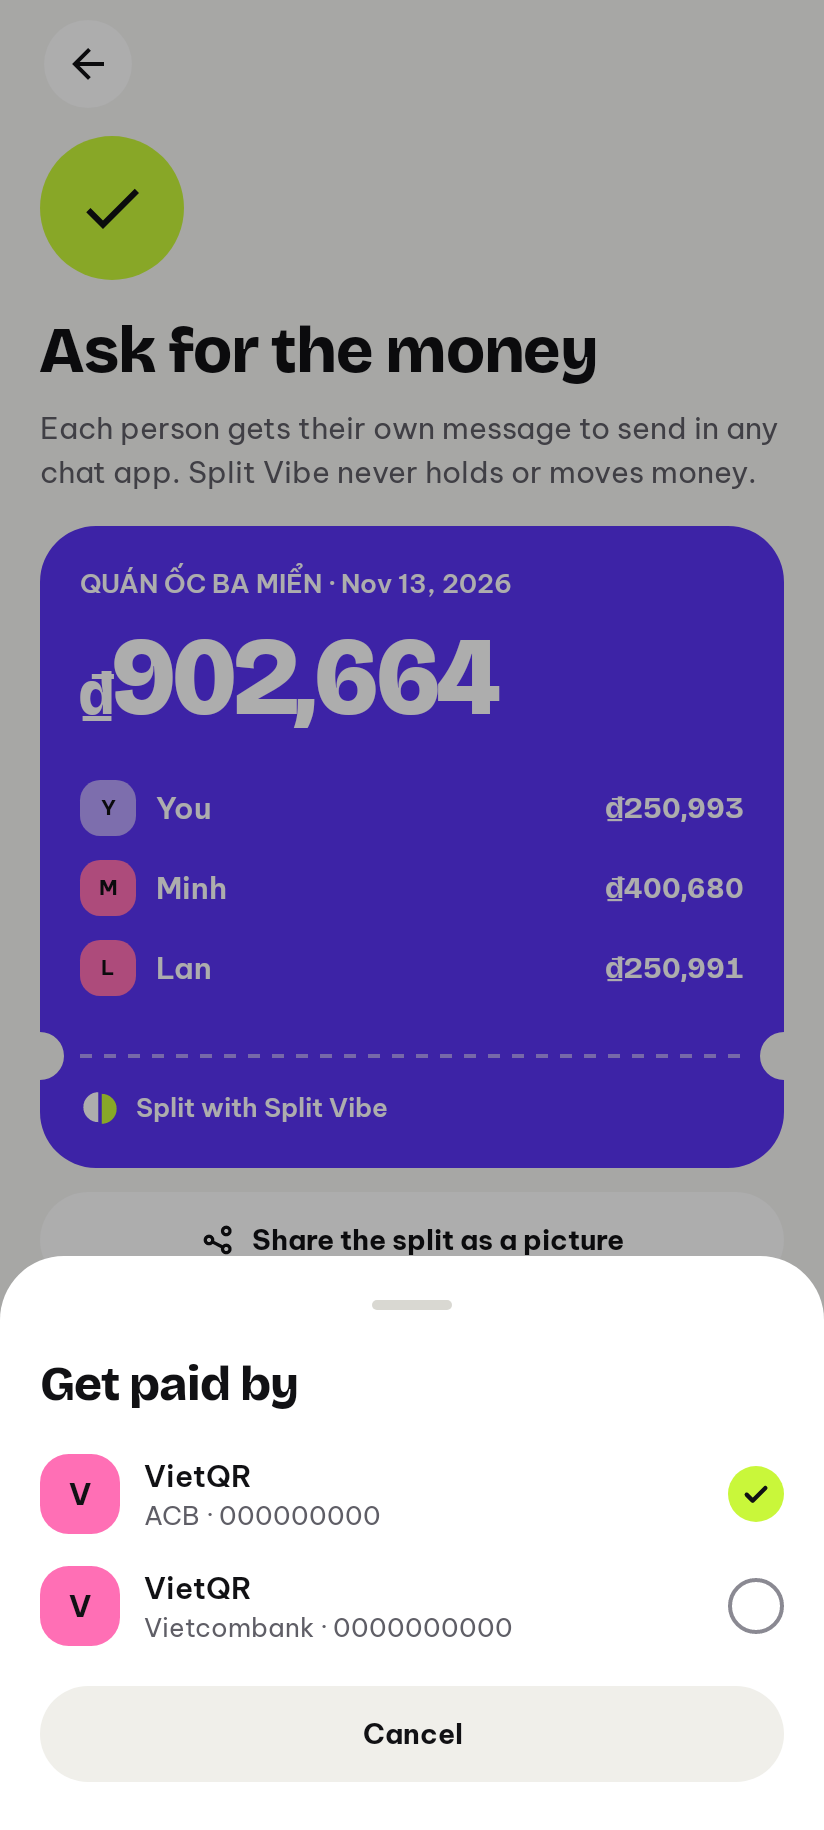 Ask for the money
Each person gets their own message to send in any
chat app. Split Vibe never holds or moves money.
QUÁN ỐC BA MIỂN · Nov 13, 2026
₫902,664
Y You ₫250,993
M Minh ₫400,680
L Lan ₫250,991
Split with Split Vibe
Share the split as a picture
Get paid by
V VietQR
ACB · 000000000
V VietQR
Vietcombank · 0000000000
Cancel